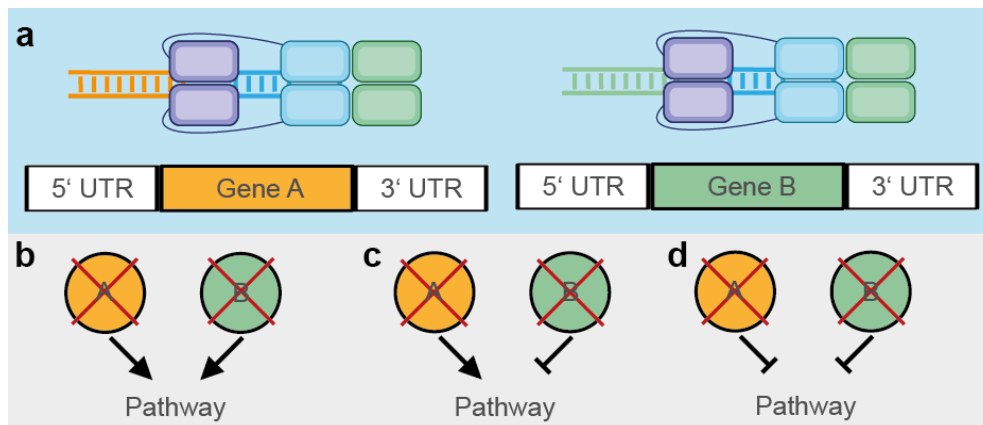 a
5‘ UTR Gene A 3‘ UTR
5‘ UTR Gene B 3‘ UTR
b
A B
Pathway
c
A B
Pathway
d
A B
Pathway